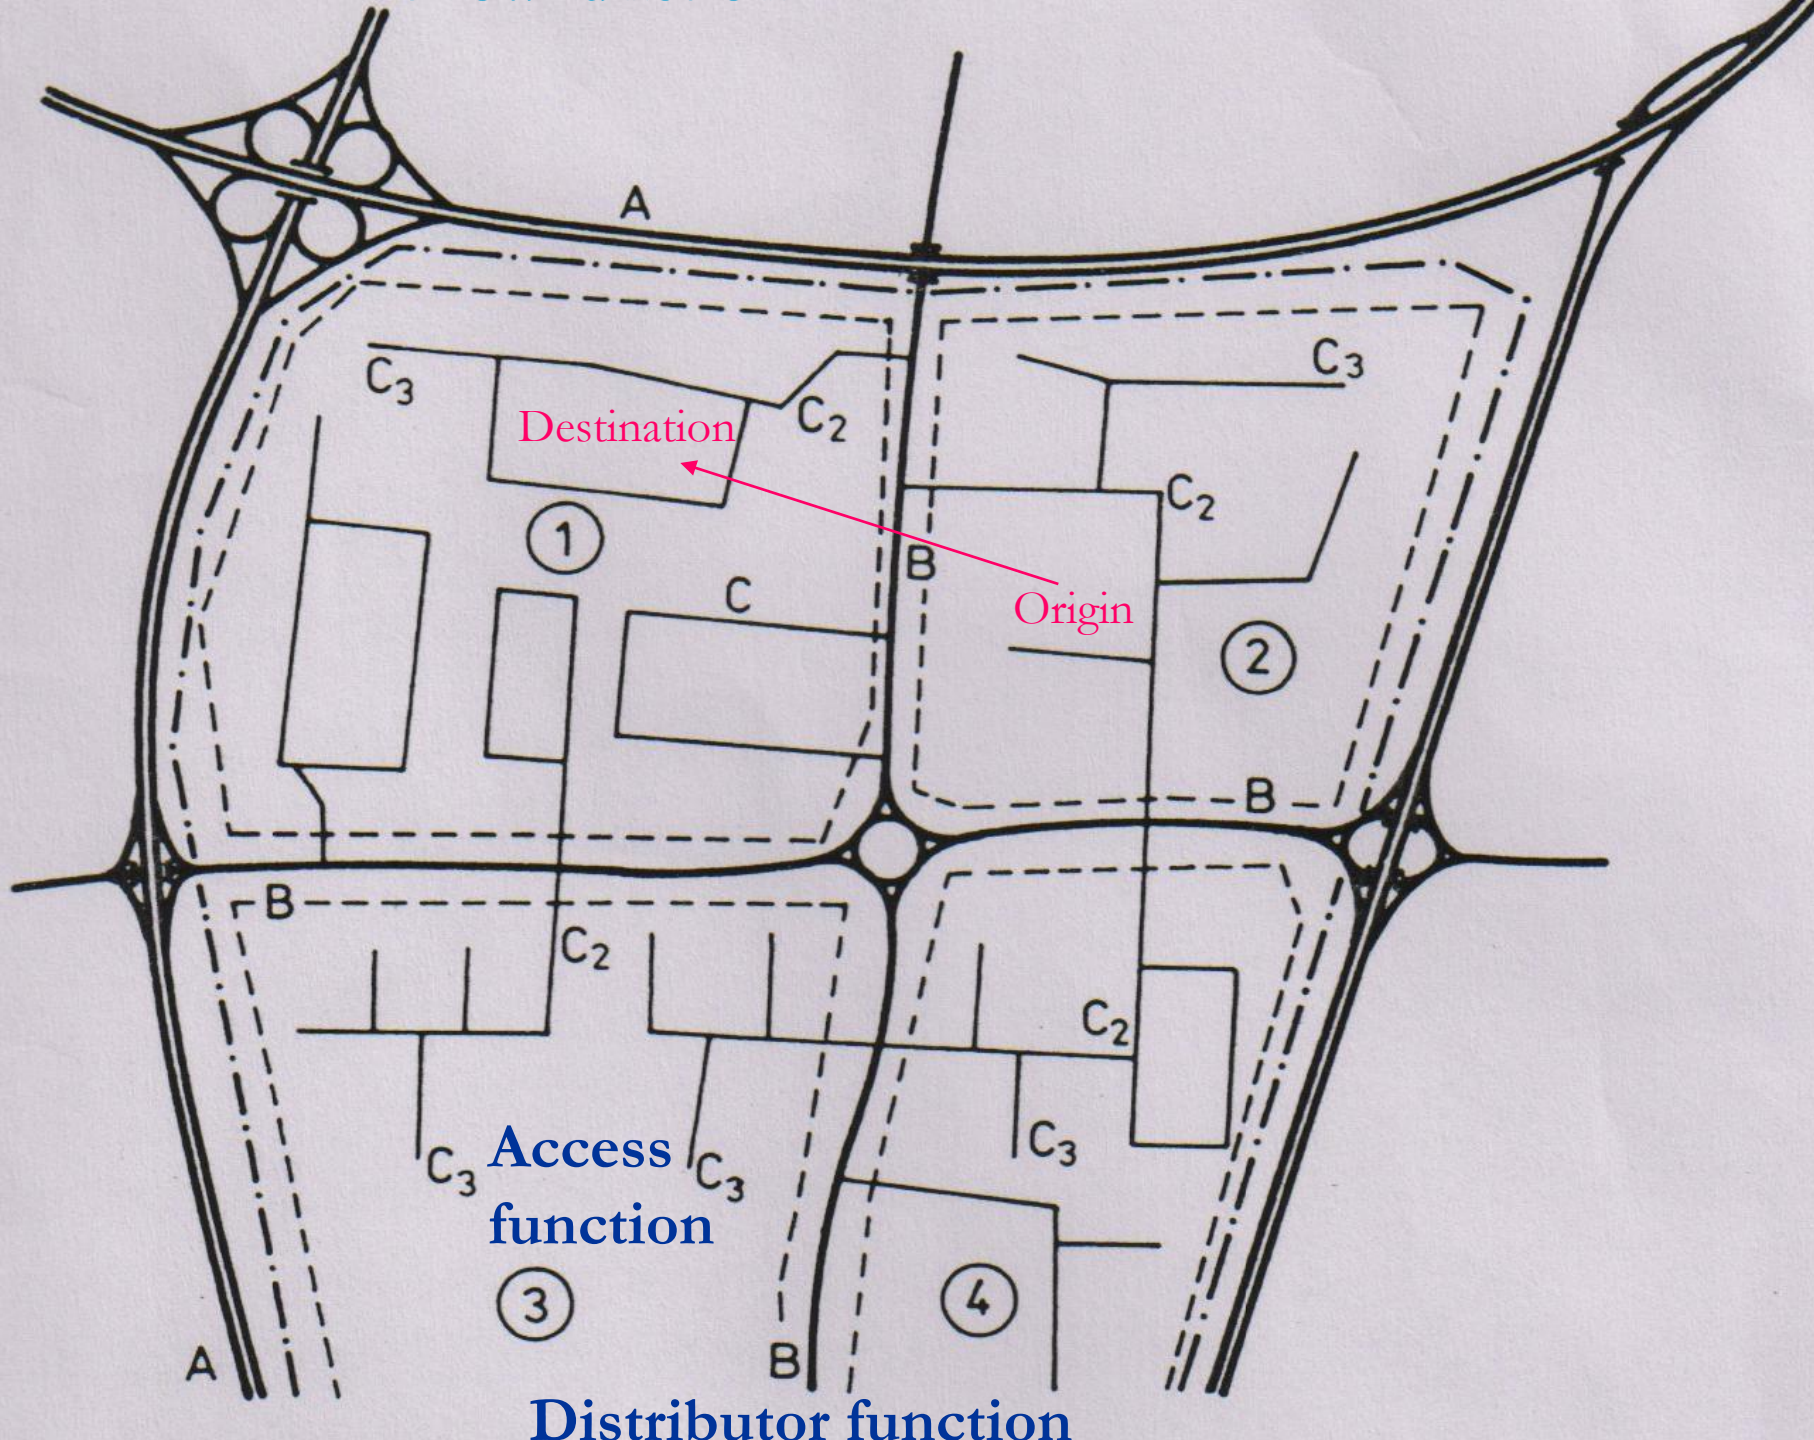 A
C3
C3
Destination
C2
C2
1
B
C
Origin
2
B
B
C2
C2
C3
Access
C3
C3
function
3
4
A
B
Distributor function